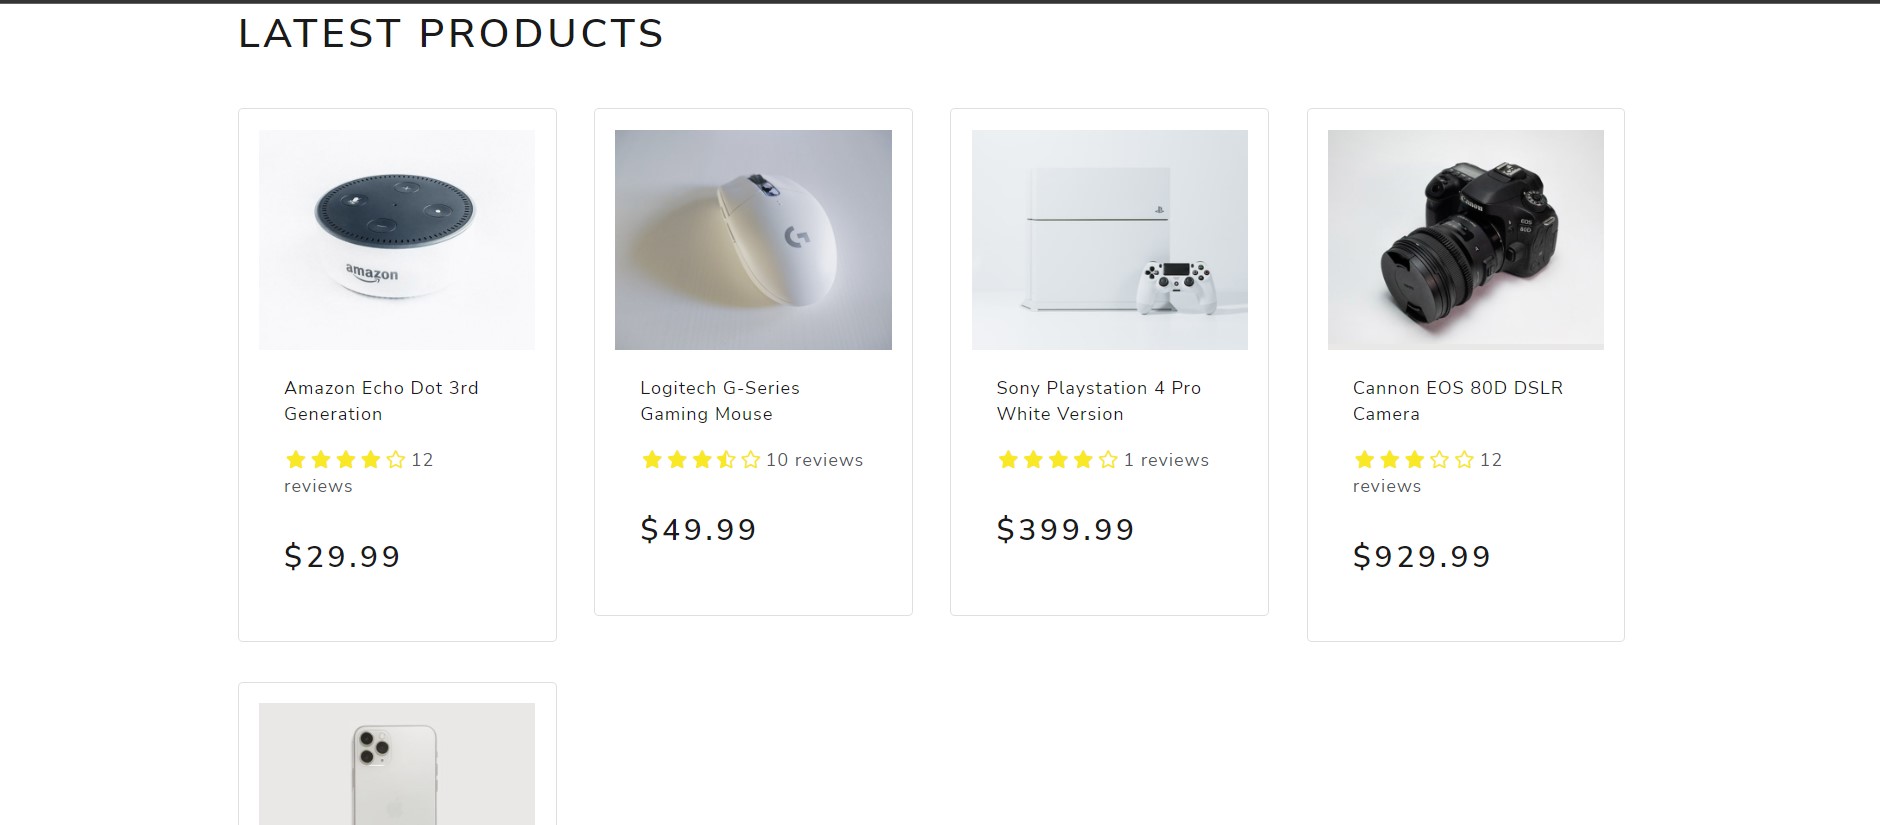 LATEST PRODUCTS
amazon
G
Canon
EOS
80D
Amazon Echo Dot 3rd
Generation
12
reviews
$29.99
Logitech G-Series
Gaming Mouse
10 reviews
$49.99
Sony Playstation 4 Pro
White Version
1 reviews
$399.99
Cannon EOS 80D DSLR
Camera
12
reviews
$929.99